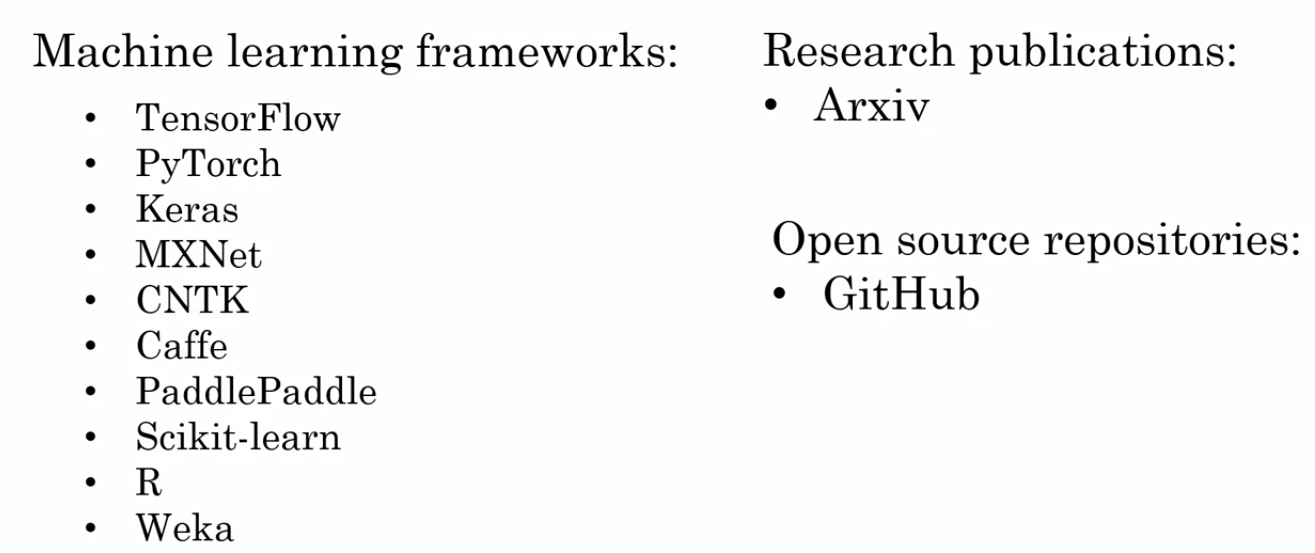 Machine learning frameworks:
• TensorFlow
• PyTorch
• Keras
• MXNet
• CNTK
• Caffe
• PaddlePaddle
• Scikit-learn
• R
• Weka
Research publications:
• Arxiv
Open source repositories:
• GitHub